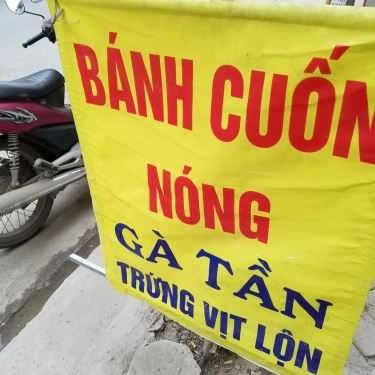 BÁNH CUỐN
NÓNG
GÀ TẦN
TRỨNG VỊT LỘN